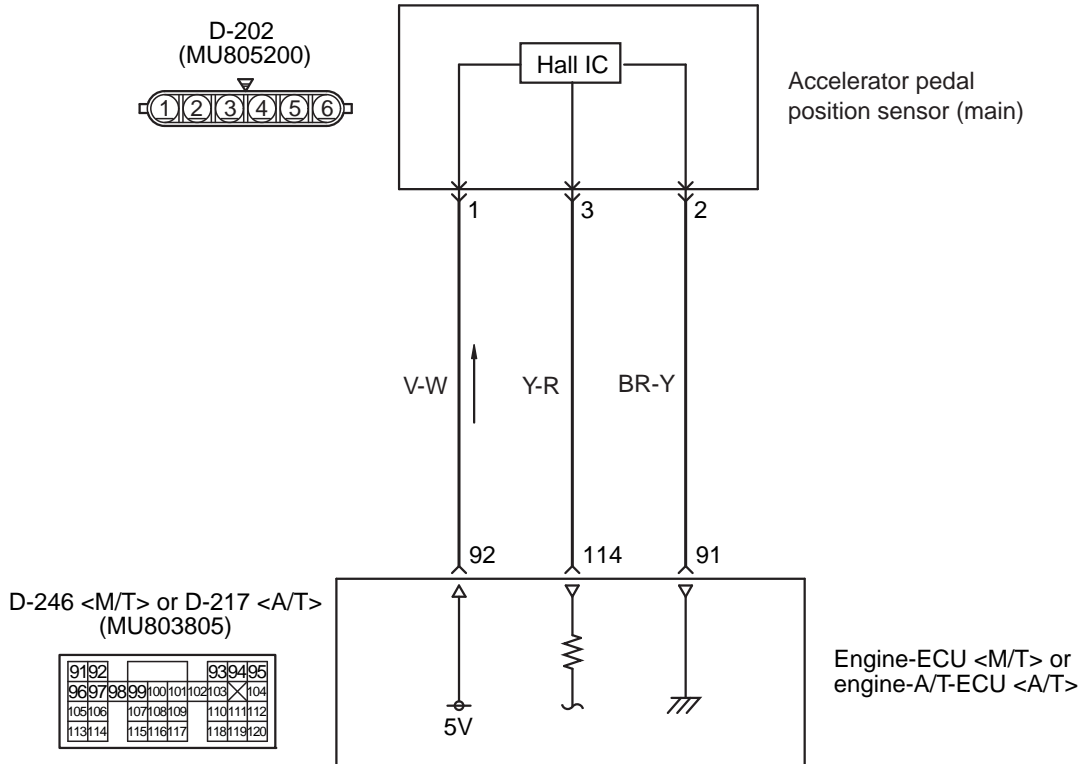 D-202
(MU805200)
1 2 3 4 5 6
Hall IC
Accelerator pedal
position sensor (main)
1 3 2
V-W Y-R BR-Y
92 114 91
D-246 <M/T> or D-217 <A/T>
(MU803805)
91 92 93 94 95
96 97 98 99 100 101 102 103 104
105 106 107 108 109 110 111 112
113 114 115 116 117 118 119 120
5V
Engine-ECU <M/T> or
engine-A/T-ECU <A/T>